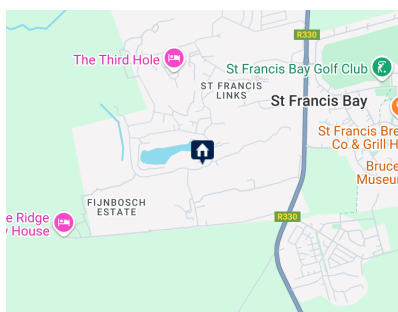 R330
The Third Hole
St Francis Bay Golf Club
ST FRANCIS
LINKS
St Francis Bay
St Francis Bre
Co & Grill H
Bruce
Museum
FIJNBOSCH
ESTATE
R330
e Ridge
y House